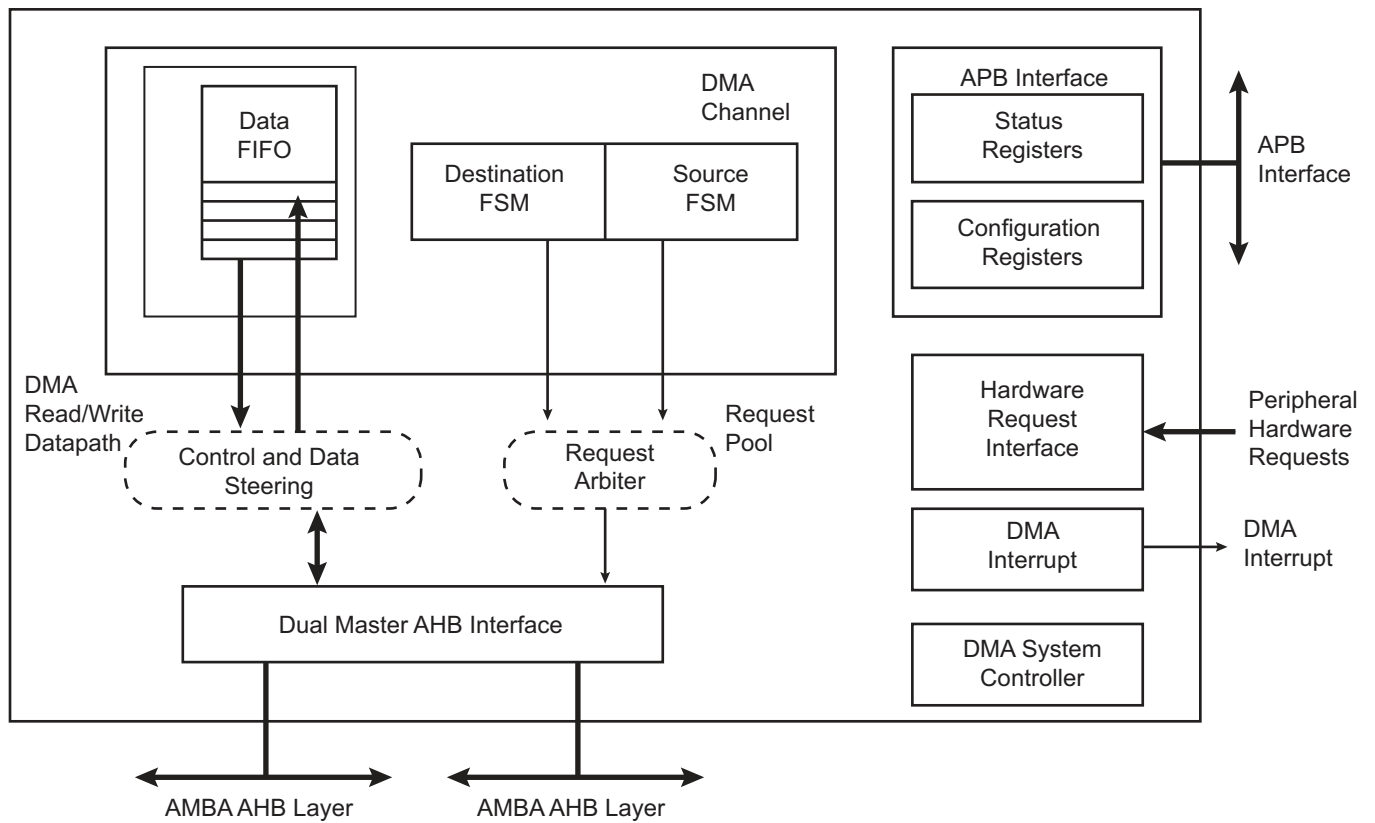 DMA
Channel
Data
FIFO
Destination
FSM
Source
FSM
DMA
Read/Write
Datapath
Control and Data
Steering
Request
Arbiter
Request
Pool
Dual Master AHB Interface
AMBA AHB Layer
AMBA AHB Layer
APB Interface
Status
Registers
Configuration
Registers
APB
Interface
Hardware
Request
Interface
Peripheral
Hardware
Requests
DMA
Interrupt
DMA
Interrupt
DMA System
Controller